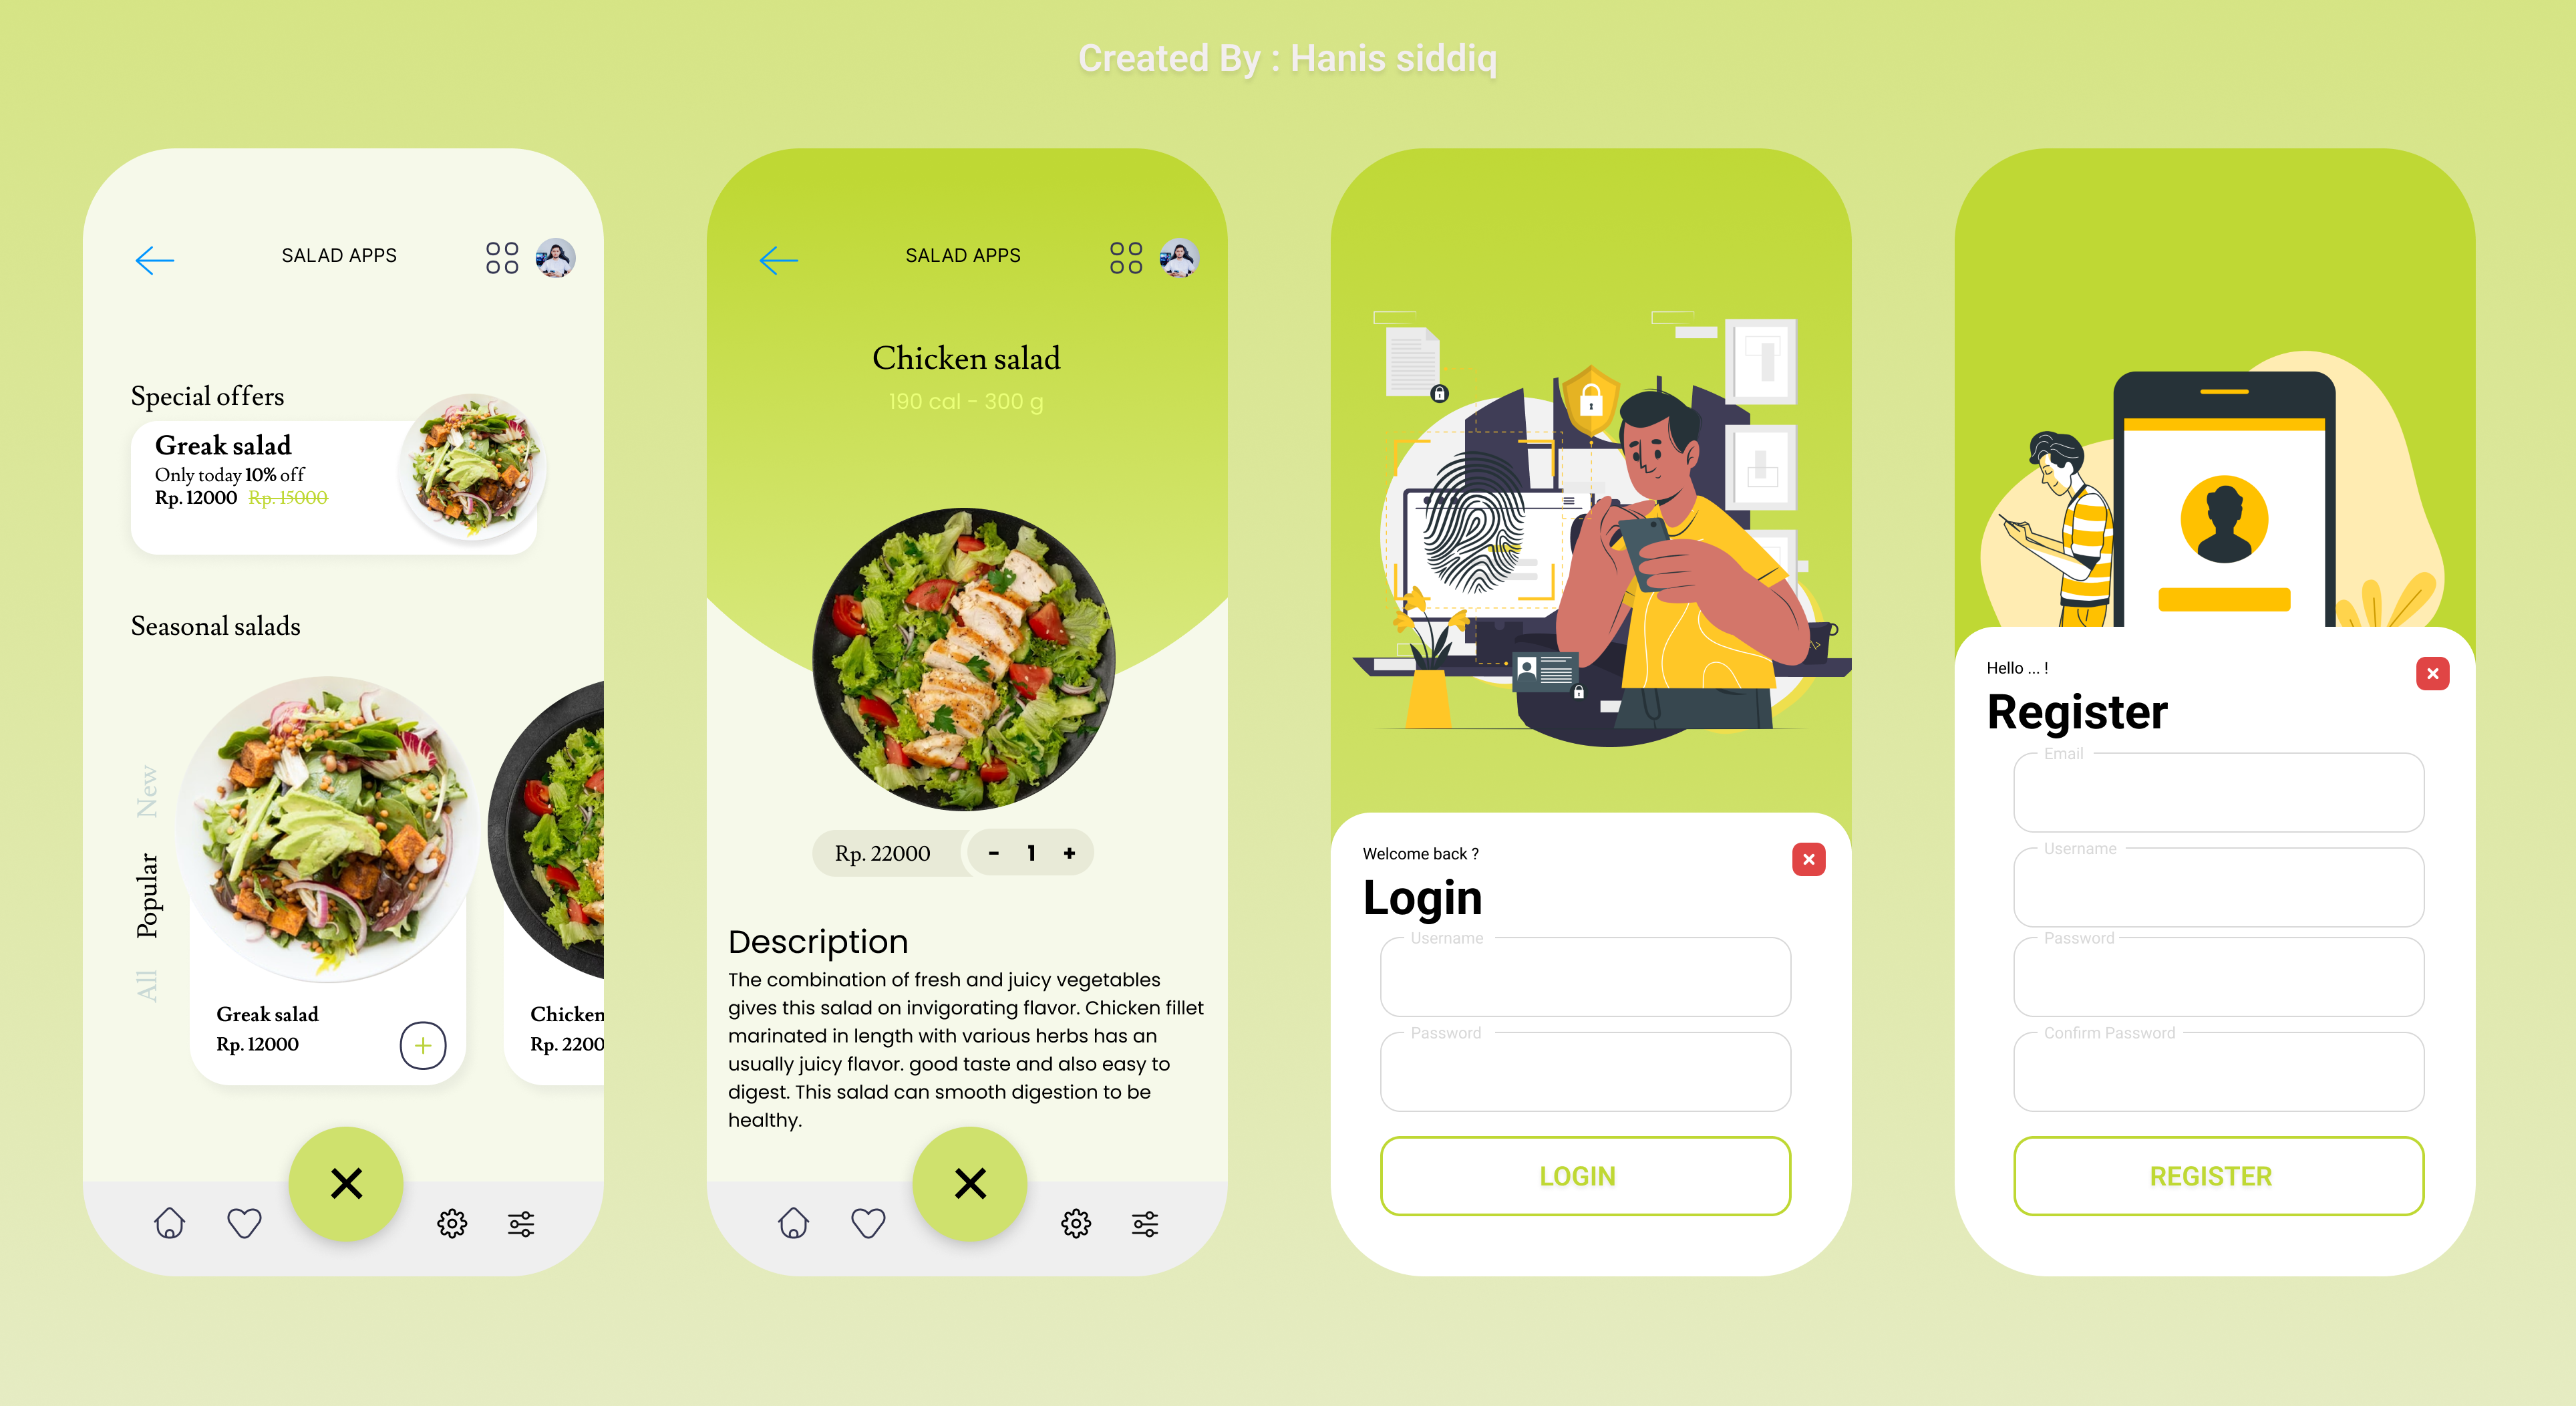 Created By : Hanis siddiq
SALAD APPS
Special offers
Greak salad
Only today 10% off
Rp. 12000 Rp. 15000
Seasonal salads
New
Popular
All
Greak salad
Rp. 12000
Chicken
Rp. 2200
SALAD APPS
Chicken salad
190 cal - 300 g
Rp. 22000
- 1 +
Description
The combination of fresh and juicy vegetables
gives this salad on invigorating flavor. Chicken fillet
marinated in length with various herbs has an
usually juicy flavor. good taste and also easy to
digest. This salad can smooth digestion to be
healthy.
Welcome back ?
Login
Username
Password
LOGIN
Hello ... !
Register
Email
Username
Password
Confirm Password
REGISTER